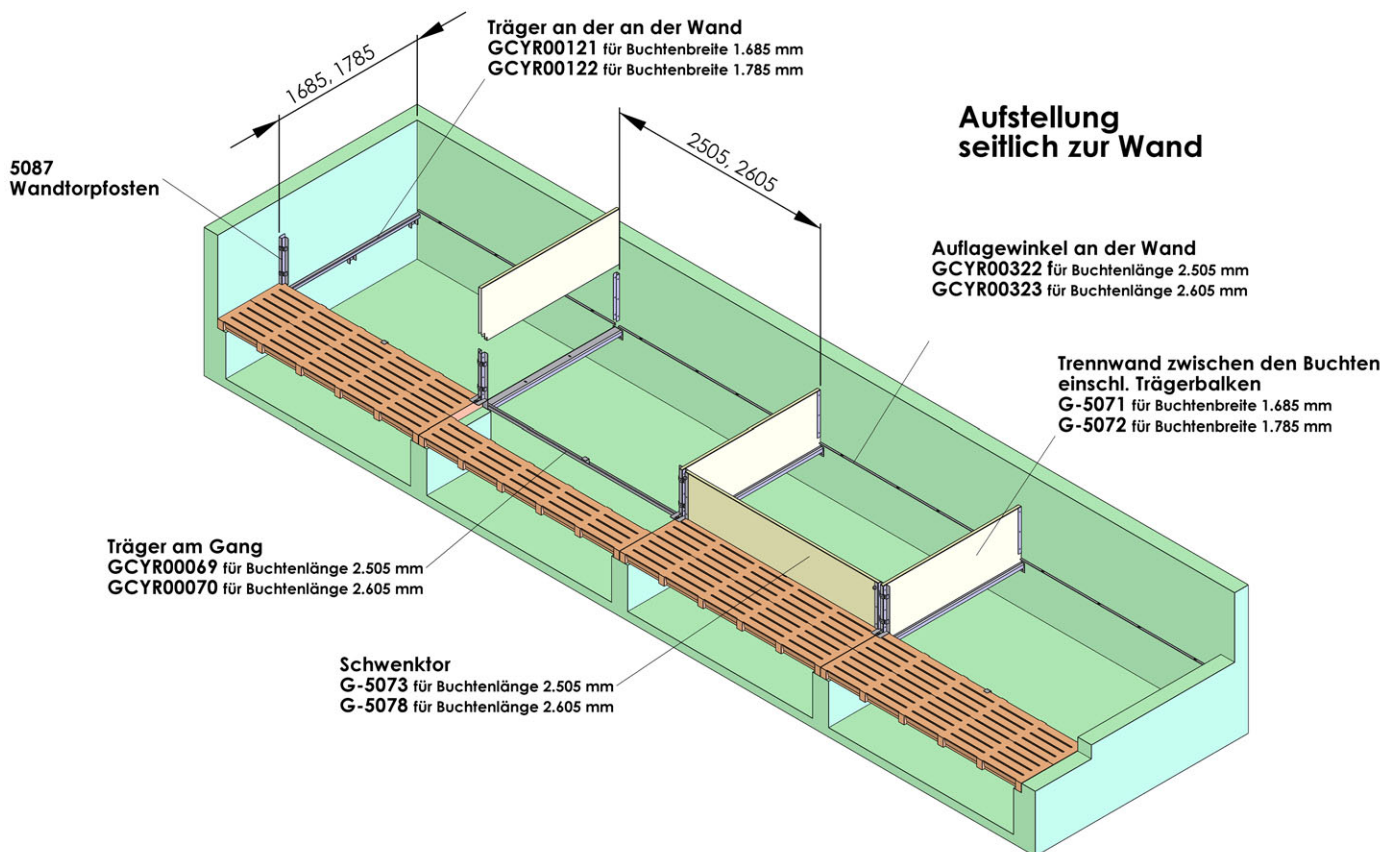 Träger an der an der Wand
GCYR00121 für Buchtenbreite 1.685 mm
GCYR00122 für Buchtenbreite 1.785 mm
1685, 1785
Aufstellung
seitlich zur Wand
2505, 2605
5087
Wandtorpfosten
Auflagewinkel an der Wand
GCYR00322 für Buchtenlänge 2.505 mm
GCYR00323 für Buchtenlänge 2.605 mm
Trennwand zwischen den Buchten
einschl. Trägerbalken
G-5071 für Buchtenbreite 1.685 mm
G-5072 für Buchtenbreite 1.785 mm
Träger am Gang
GCYR00069 für Buchtenlänge 2.505 mm
GCYR00070 für Buchtenlänge 2.605 mm
Schwenktor
G-5073 für Buchtenlänge 2.505 mm
G-5078 für Buchtenlänge 2.605 mm